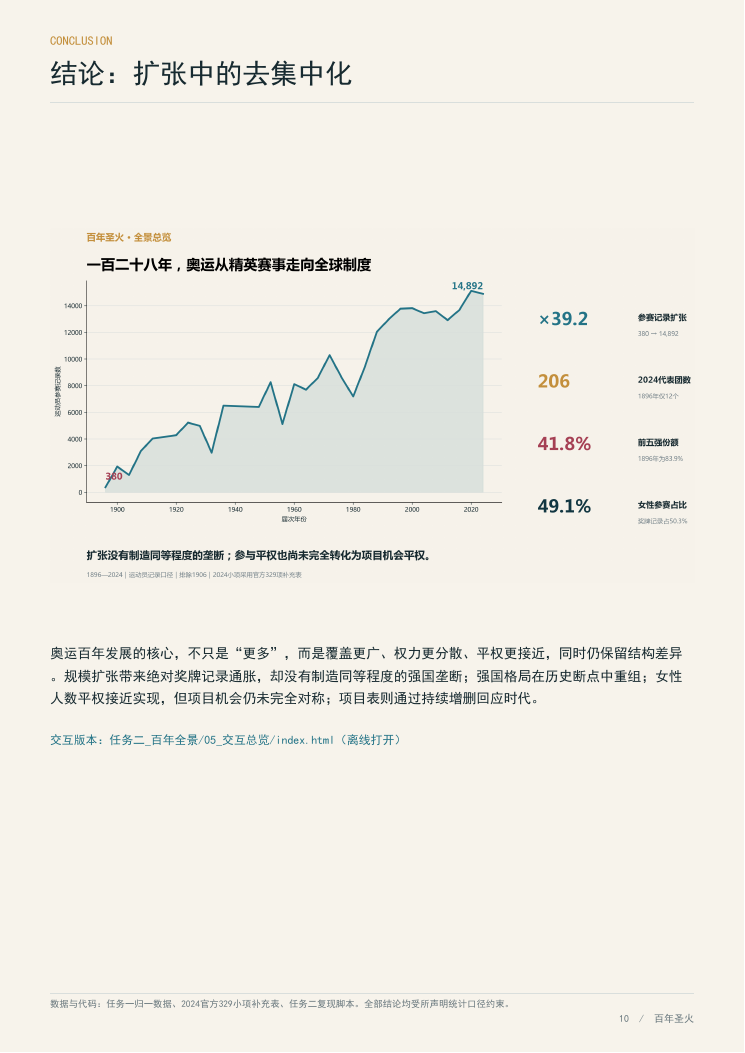 CONCLUSION
结论：扩张中的去集中化
百年圣火·全景总览
一百二十八年，奥运从精英赛事走向全球制度
14,892
380
运动员参赛记录数
14000
12000
10000
8000
6000
4000
2000
0
1900 1920 1940 1960 1980 2000 2020
届次年份
×39.2
参赛记录扩张
380 → 14,892
206
2024代表团数
1896年仅12个
41.8%
前五强份额
1896年为83.9%
49.1%
女性参赛占比
奖牌记录占50.3%
扩张没有制造同等程度的垄断；参与平权也尚未完全转化为项目机会平权。
1896—2024｜运动员记录口径｜排除1906｜2024小项采用官方329项补充表
奥运百年发展的核心，不只是“更多”，而是覆盖更广、权力更分散、平权更接近，同时仍保留结构差异
。规模扩张带来绝对奖牌记录通胀，却没有制造同等程度的强国垄断；强国格局在历史断点中重组；女性
人数平权接近实现，但项目机会仍未完全对称；项目表则通过持续增删回应时代。
交互版本：任务二_百年全景/05_交互总览/index.html（离线打开）
数据与代码：任务一归一数据、2024官方329小项补充表、任务二复现脚本。全部结论均受所声明统计口径约束。
10 / 百年圣火